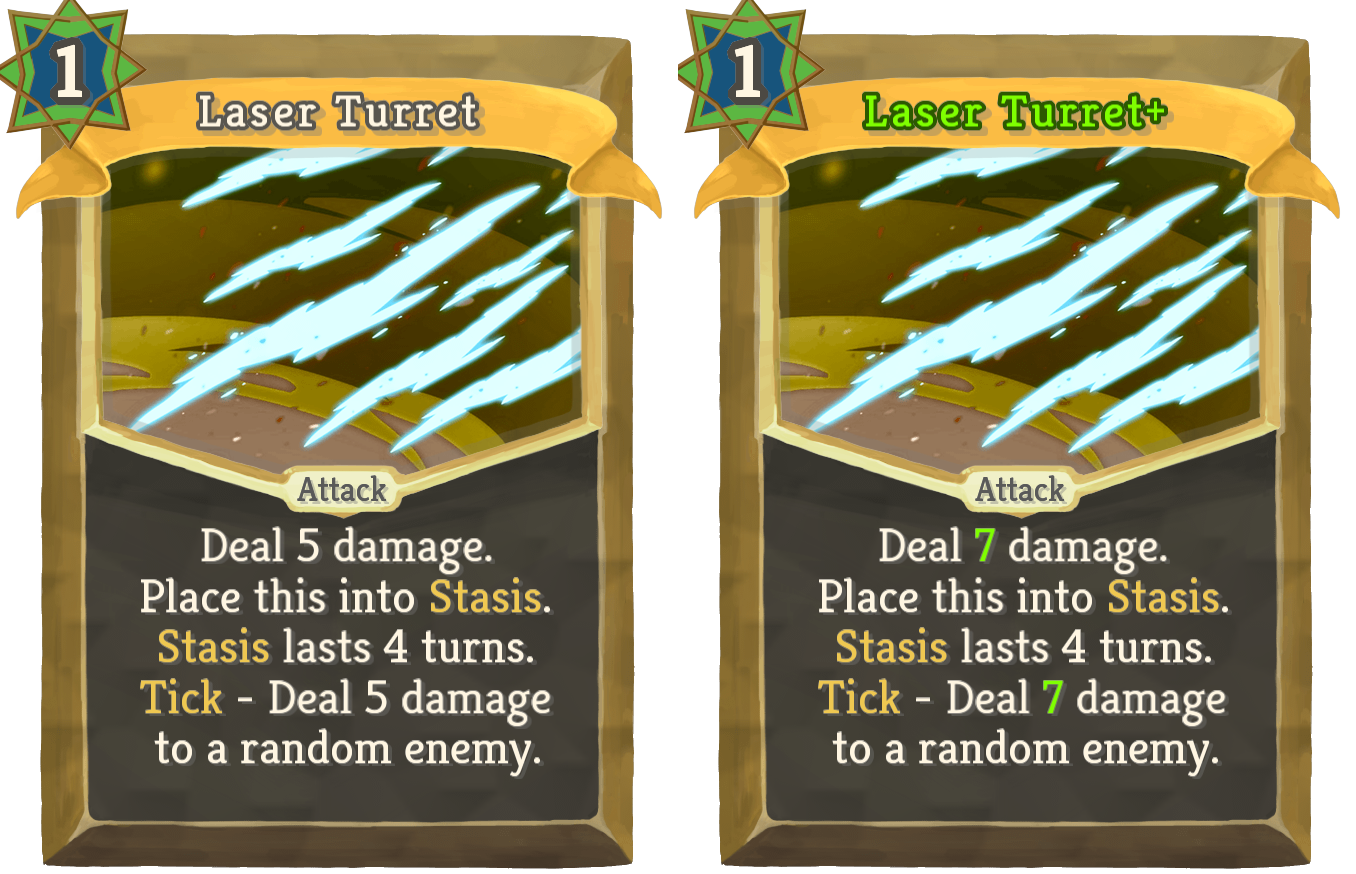 1
Laser Turret
Attack
Deal 5 damage.
Place this into Stasis.
Stasis lasts 4 turns.
Tick - Deal 5 damage
to a random enemy.
1
Laser Turret+
Attack
Deal 7 damage.
Place this into Stasis.
Stasis lasts 4 turns.
Tick - Deal 7 damage
to a random enemy.